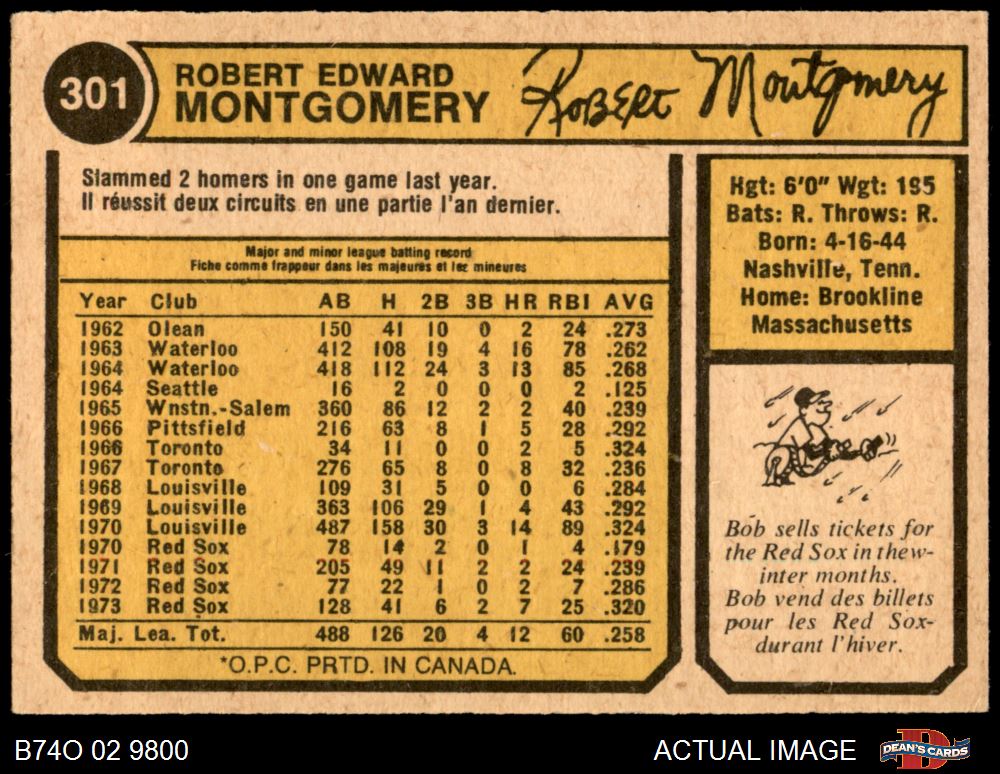 301
ROBERT EDWARD
MONTGOMERY
Robert Montgomery
Slammed 2 homers in one game last year.
Il réussit deux circuits en une partie l'an dernier.
Major and minor league batting record
Fiche comme frappeur dans les majeures et les mineures
Year Club AB H 2B 3B HR RBI AVG
1962 Olean 150 41 10 0 2 24 .273
1963 Waterloo 412 108 19 4 16 78 .262
1964 Waterloo 418 112 24 3 13 85 .268
1964 Seattle 16 2 0 0 0 2 .125
1965 Wnstn.-Salem 360 86 12 2 2 40 .239
1966 Pittsfield 216 63 8 1 5 28 .292
1966 Toronto 34 11 0 0 2 5 .324
1967 Toronto 276 65 8 0 8 32 .236
1968 Louisville 109 31 5 0 0 6 .284
1969 Louisville 363 106 29 1 4 43 .292
1970 Louisville 487 158 30 3 14 89 .324
1970 Red Sox 78 14 2 0 1 4 .179
1971 Red Sox 205 49 11 2 2 24 .239
1972 Red Sox 77 22 1 0 2 7 .286
1973 Red Sox 128 41 6 2 7 25 .320
Maj. Lea. Tot. 488 126 20 4 12 60 .258
*O.P.C. PRTD. IN CANADA.
Hgt: 6'0" Wgt: 195
Bats: R. Throws: R.
Born: 4-16-44
Nashville, Tenn.
Home: Brookline
Massachusetts
Bob sells tickets for
the Red Sox in thew-
inter months.
Bob vend des billets
pour les Red Sox-
durant l'hiver.
B74O 02 9800
ACTUAL IMAGE
DEAN'S CARDS